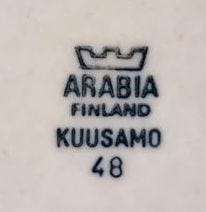 ARABIA
FINLAND
KUUSAMO
48